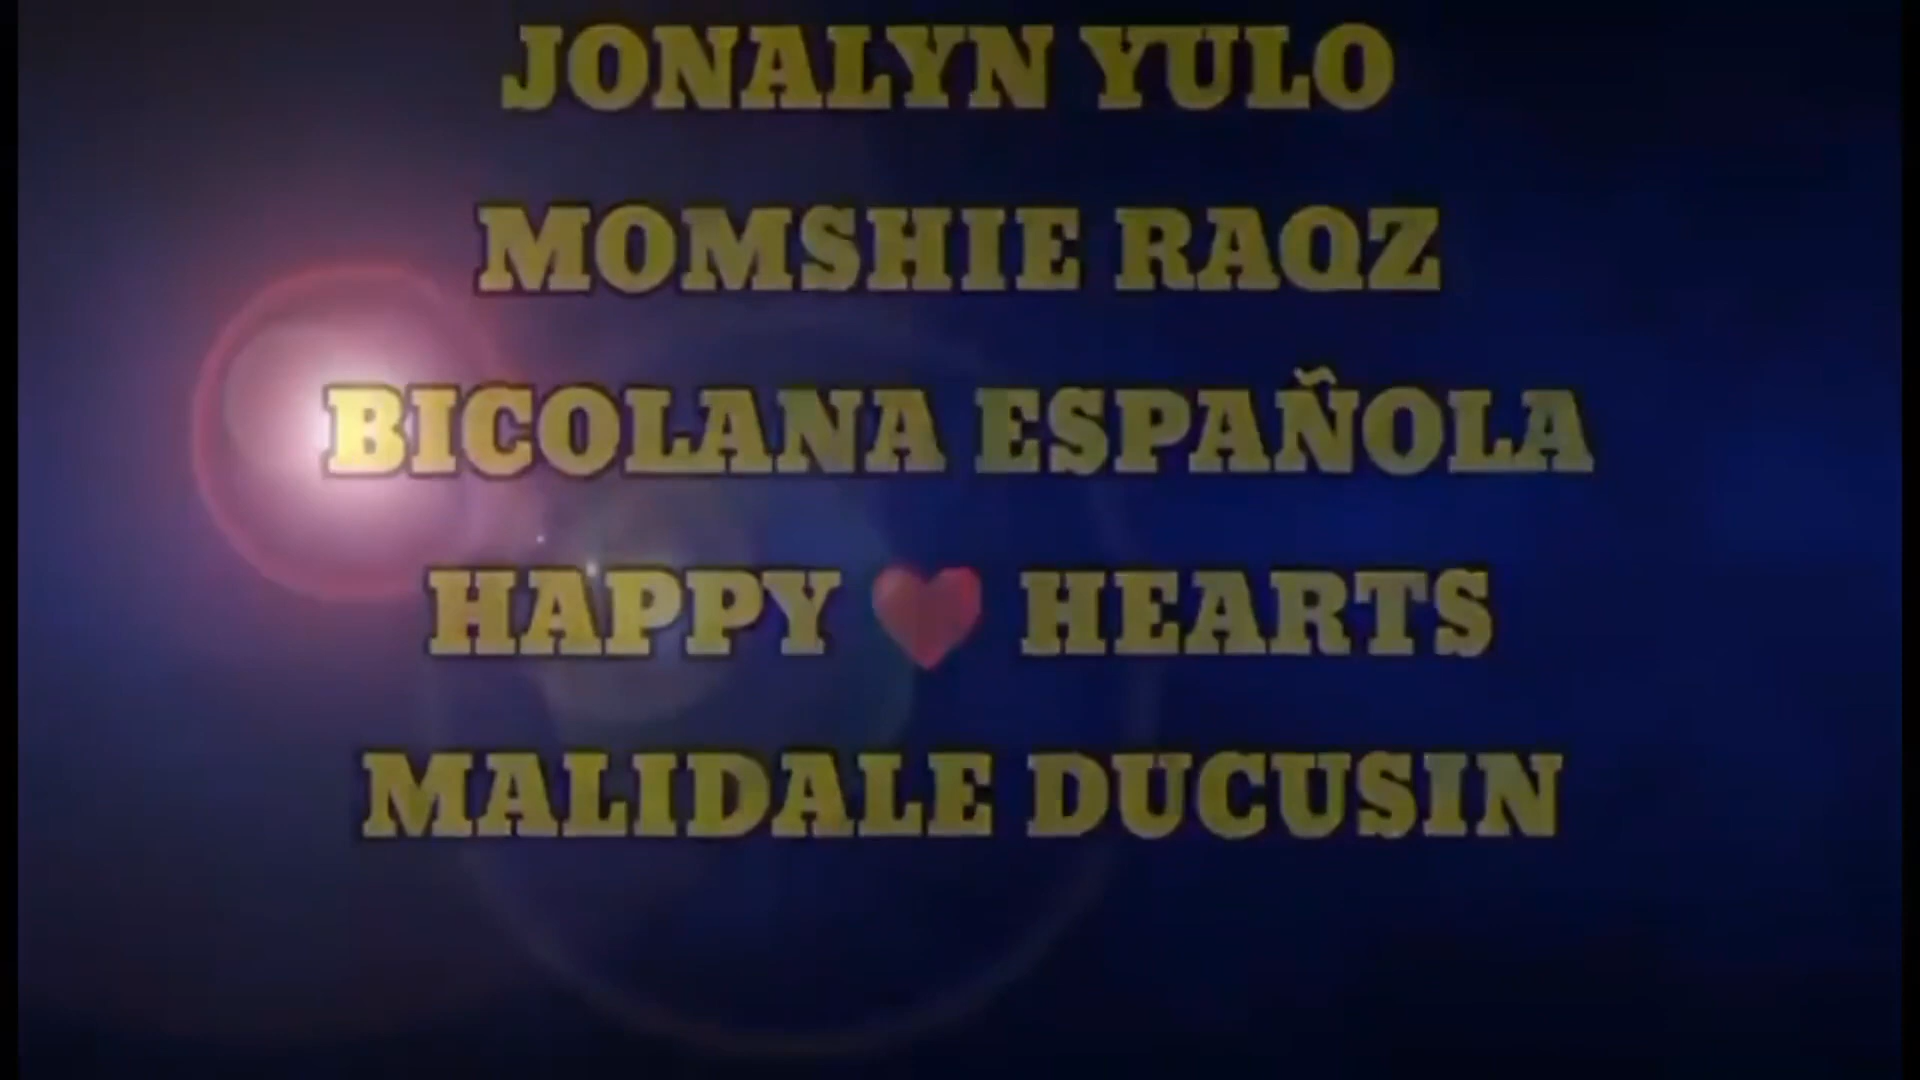 JONALYN YULO
MOMSHIE RAQZ
BICOLANA ESPAÑOLA
HAPPY ❤ HEARTS
MALIDALE DUCUSIN